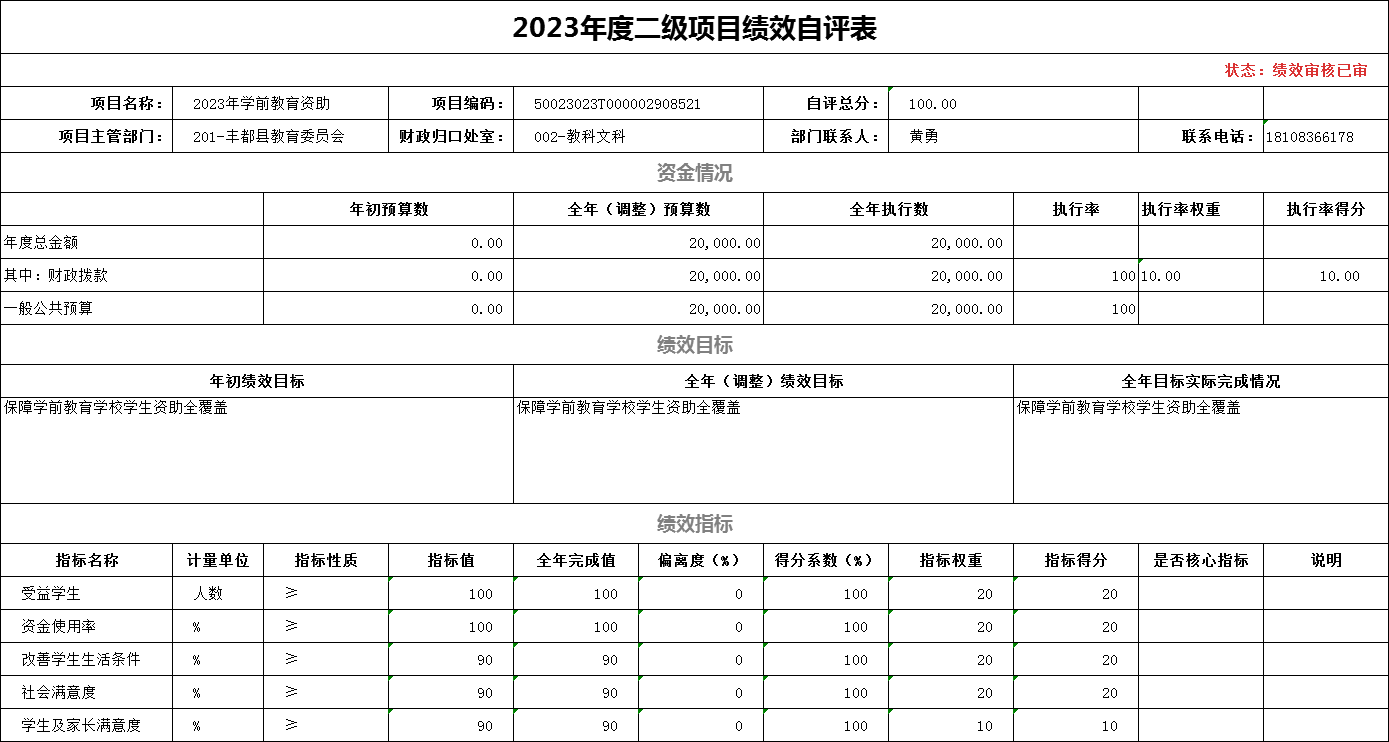 2023年度二级项目绩效自评表
状态：绩效审核已审
项目名称： 2023年学前教育资助 项目编码： 50023023T000002908521 自评总分： 100.00
项目主管部门： 201-丰都县教育委员会 财政归口处室： 002-教科文科 部门联系人： 黄勇 联系电话： 18108366178
资金情况
年初预算数 全年（调整）预算数 全年执行数 执行率 执行率权重 执行率得分
年度总金额 0.00 20,000.00 20,000.00
其中：财政拨款 0.00 20,000.00 20,000.00 100 10.00 10.00
一般公共预算 0.00 20,000.00 20,000.00 100
绩效目标
年初绩效目标 全年（调整）绩效目标 全年目标实际完成情况
保障学前教育学校学生资助全覆盖 保障学前教育学校学生资助全覆盖 保障学前教育学校学生资助全覆盖
绩效指标
指标名称 计量单位 指标性质 指标值 全年完成值 偏离度（%） 得分系数（%） 指标权重 指标得分 是否核心指标 说明
受益学生 人数 ≥ 100 100 0 100 20 20
资金使用率 % ≥ 100 100 0 100 20 20
改善学生生活条件 % ≥ 90 90 0 100 20 20
社会满意度 % ≥ 90 90 0 100 20 20
学生及家长满意度 % ≥ 90 90 0 100 10 10